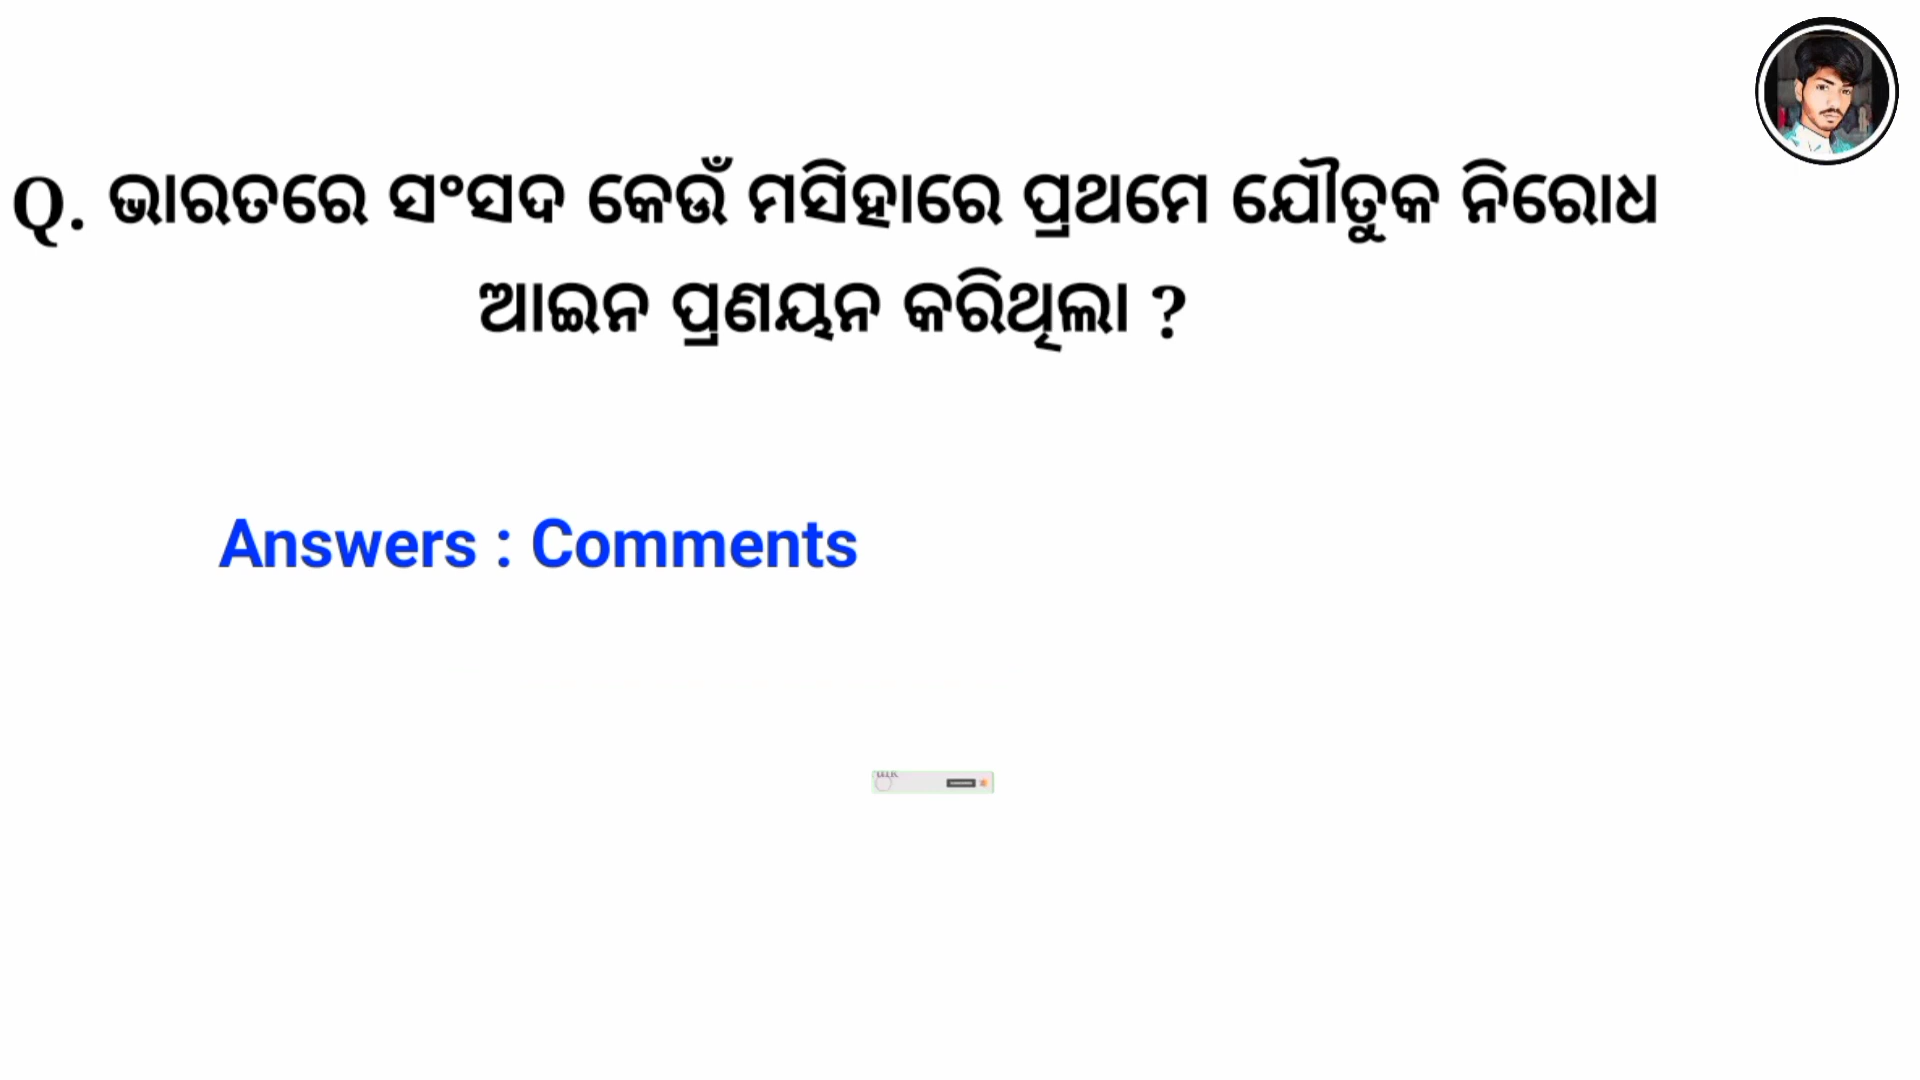 Q. ଭାରତରେ ସଂସଦ କେଉଁ ମସିହାରେ ପ୍ରଥମେ ଯୌତୁକ ନିରୋଧ
ଆଇନ ପ୍ରଣୟନ କରିଥିଲା ?
Answers : Comments